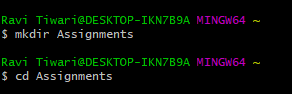 Ravi Tiwari@DESKTOP-IKN7B9A MINGW64 ~
$ mkdir Assignments
Ravi Tiwari@DESKTOP-IKN7B9A MINGW64 ~
$ cd Assignments